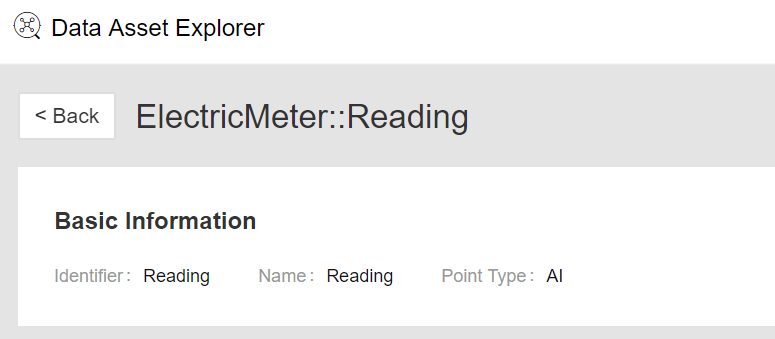 Data Asset Explorer
< Back ElectricMeter::Reading
Basic Information
Identifier: Reading Name: Reading Point Type: AI